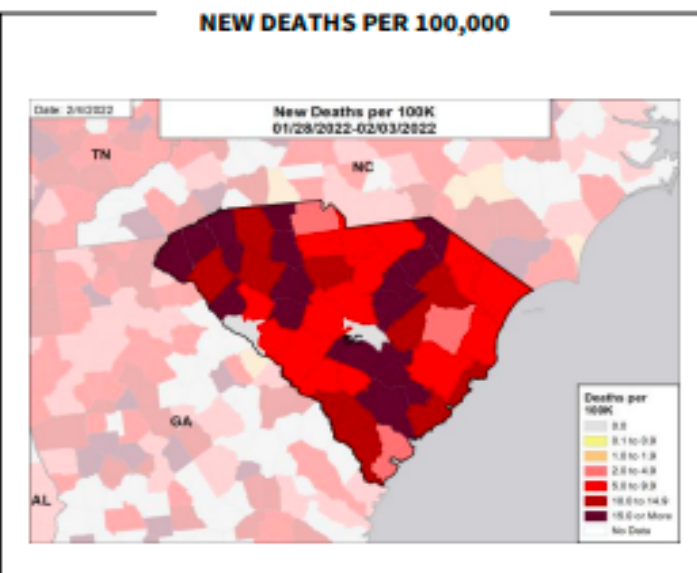 NEW DEATHS PER 100,000
Date: 2/4/2022
New Deaths per 100K
01/28/2022-02/03/2022
TN
NC
SC
GA
AL
Deaths per
100K
0.0
0.1 to 0.9
1.0 to 1.9
2.0 to 4.9
5.0 to 9.9
10.0 to 14.9
15.0 or More
No Data